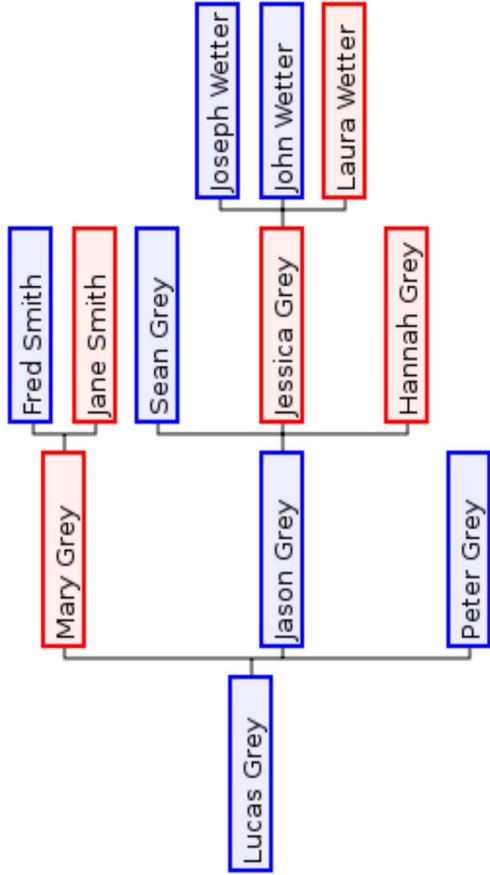 Lucas Grey
Mary Grey
Jason Grey
Peter Grey
Fred Smith
Jane Smith
Sean Grey
Jessica Grey
Hannah Grey
Joseph Wetter
John Wetter
Laura Wetter